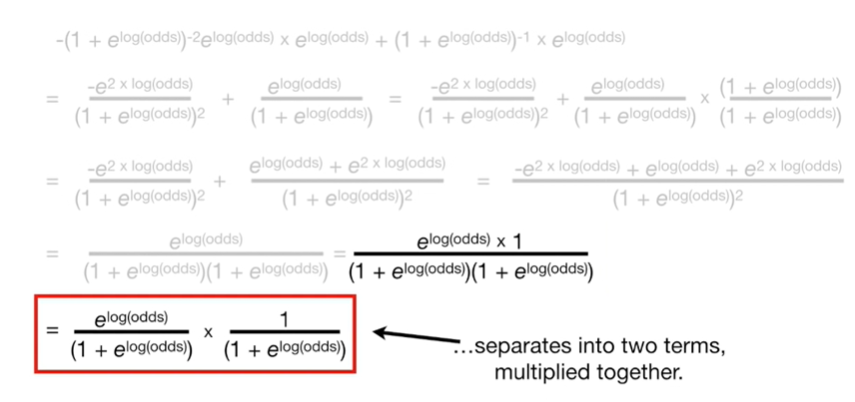 -(1 + e^log(odds))^-2 e^log(odds) x e^log(odds) + (1 + e^log(odds))^-1 x e^log(odds)
= -e^2 x log(odds) / (1 + e^log(odds))^2 + e^log(odds) / (1 + e^log(odds)) = -e^2 x log(odds) / (1 + e^log(odds))^2 + e^log(odds) / (1 + e^log(odds)) x (1 + e^log(odds)) / (1 + e^log(odds))
= -e^2 x log(odds) / (1 + e^log(odds))^2 + e^log(odds) + e^2 x log(odds) / (1 + e^log(odds))^2 = -e^2 x log(odds) + e^log(odds) + e^2 x log(odds) / (1 + e^log(odds))^2
= e^log(odds) / (1 + e^log(odds))(1 + e^log(odds)) = e^log(odds) x 1 / (1 + e^log(odds))(1 + e^log(odds))
= e^log(odds) / (1 + e^log(odds)) x 1 / (1 + e^log(odds))
…separates into two terms,
multiplied together.